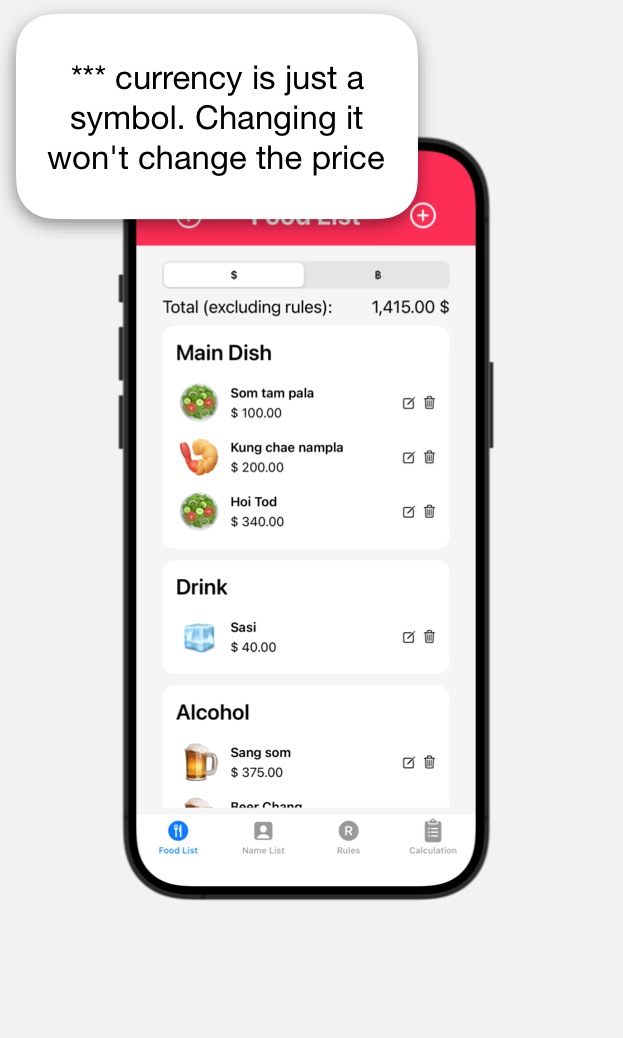 *** currency is just a
symbol. Changing it
won't change the price
Food List
$ ฿
Total (excluding rules): 1,415.00 $
Main Dish
Som tam pala
$ 100.00
Kung chae nampla
$ 200.00
Hoi Tod
$ 340.00
Drink
Sasi
$ 40.00
Alcohol
Sang som
$ 375.00
Beer Chang
Food List Name List R Rules Calculation